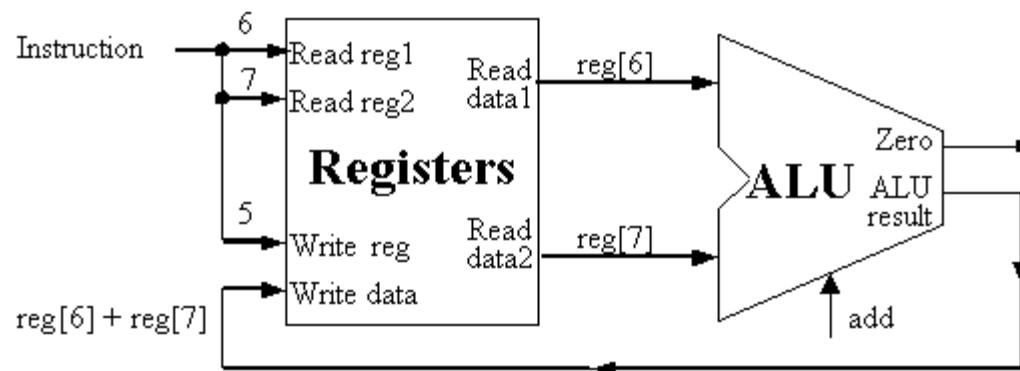 Instruction
6
7
5
Read reg1
Read reg2
Registers
Write reg
Write data
Read
data1
Read
data2
reg[6]
reg[7]
ALU
Zero
ALU
result
add
reg[6] + reg[7]